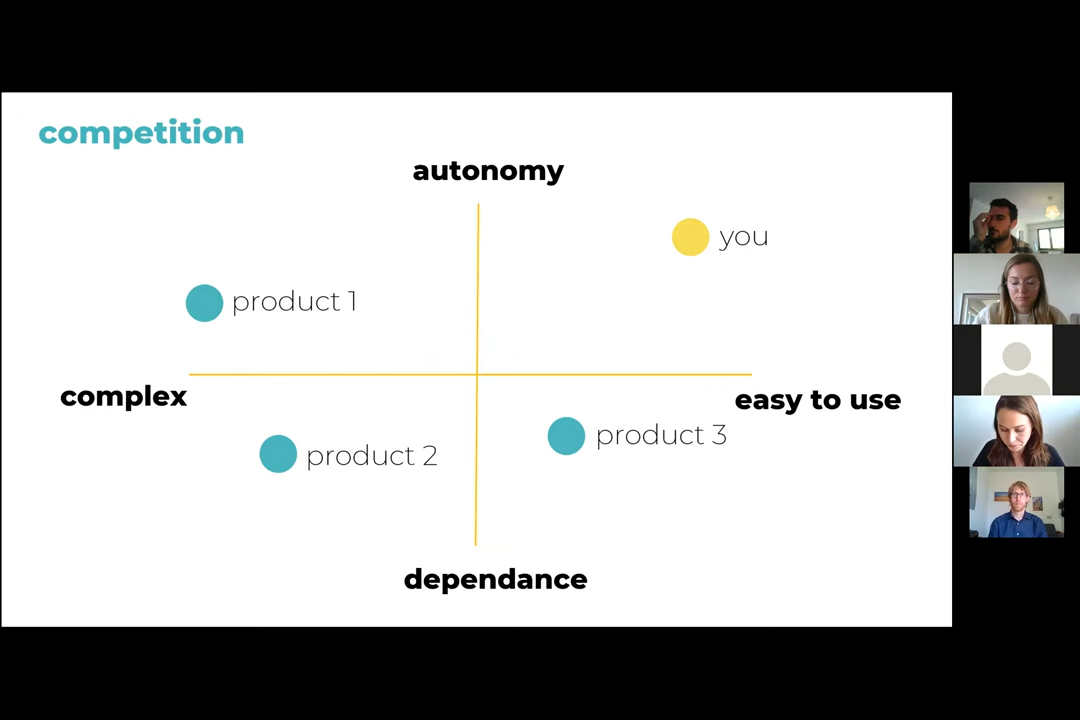 competition
autonomy
you
product 1
complex
easy to use
product 2
product 3
dependance